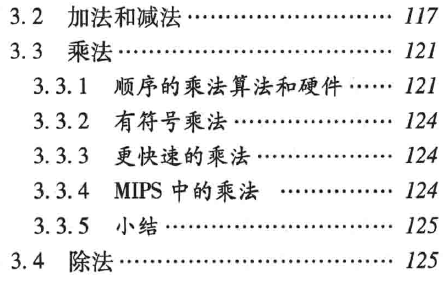 3.2 加法和减法…………………………… 117
3.3 乘法………………………………… 121
3.3.1 顺序的乘法算法和硬件…… 121
3.3.2 有符号乘法………………… 124
3.3.3 更快速的乘法……………… 124
3.3.4 MIPS 中的乘法 …………… 124
3.3.5 小结………………………… 125
3.4 除法………………………………… 125